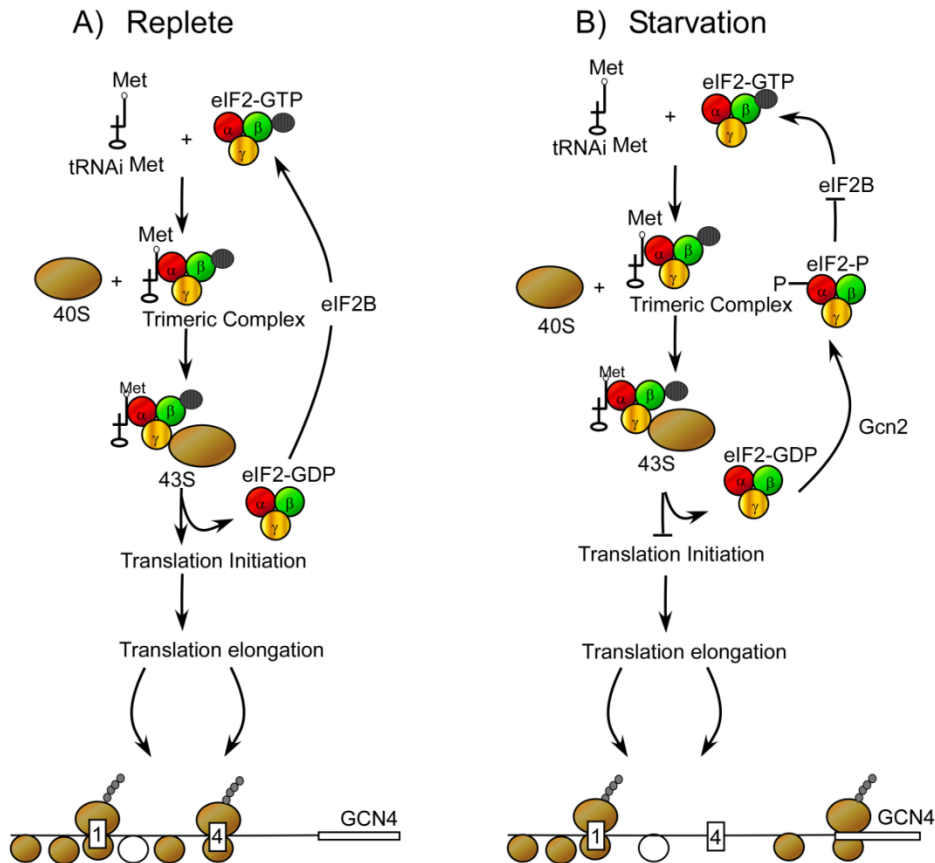 A) Replete
Met
eIF2-GTP
α β
γ
+
tRNAi Met
Met
α β
γ
+
40S
Trimeric Complex
eIF2B
Met
α β
γ
43S
eIF2-GDP
α β
γ
Translation Initiation
Translation elongation
1
4
GCN4
B) Starvation
Met
eIF2-GTP
α β
γ
+
tRNAi Met
eIF2B
Met
α β
γ
+
40S
Trimeric Complex
eIF2-P
P
α β
γ
Met
α β
γ
43S
Gcn2
eIF2-GDP
α β
γ
Translation Initiation
Translation elongation
1
4
GCN4